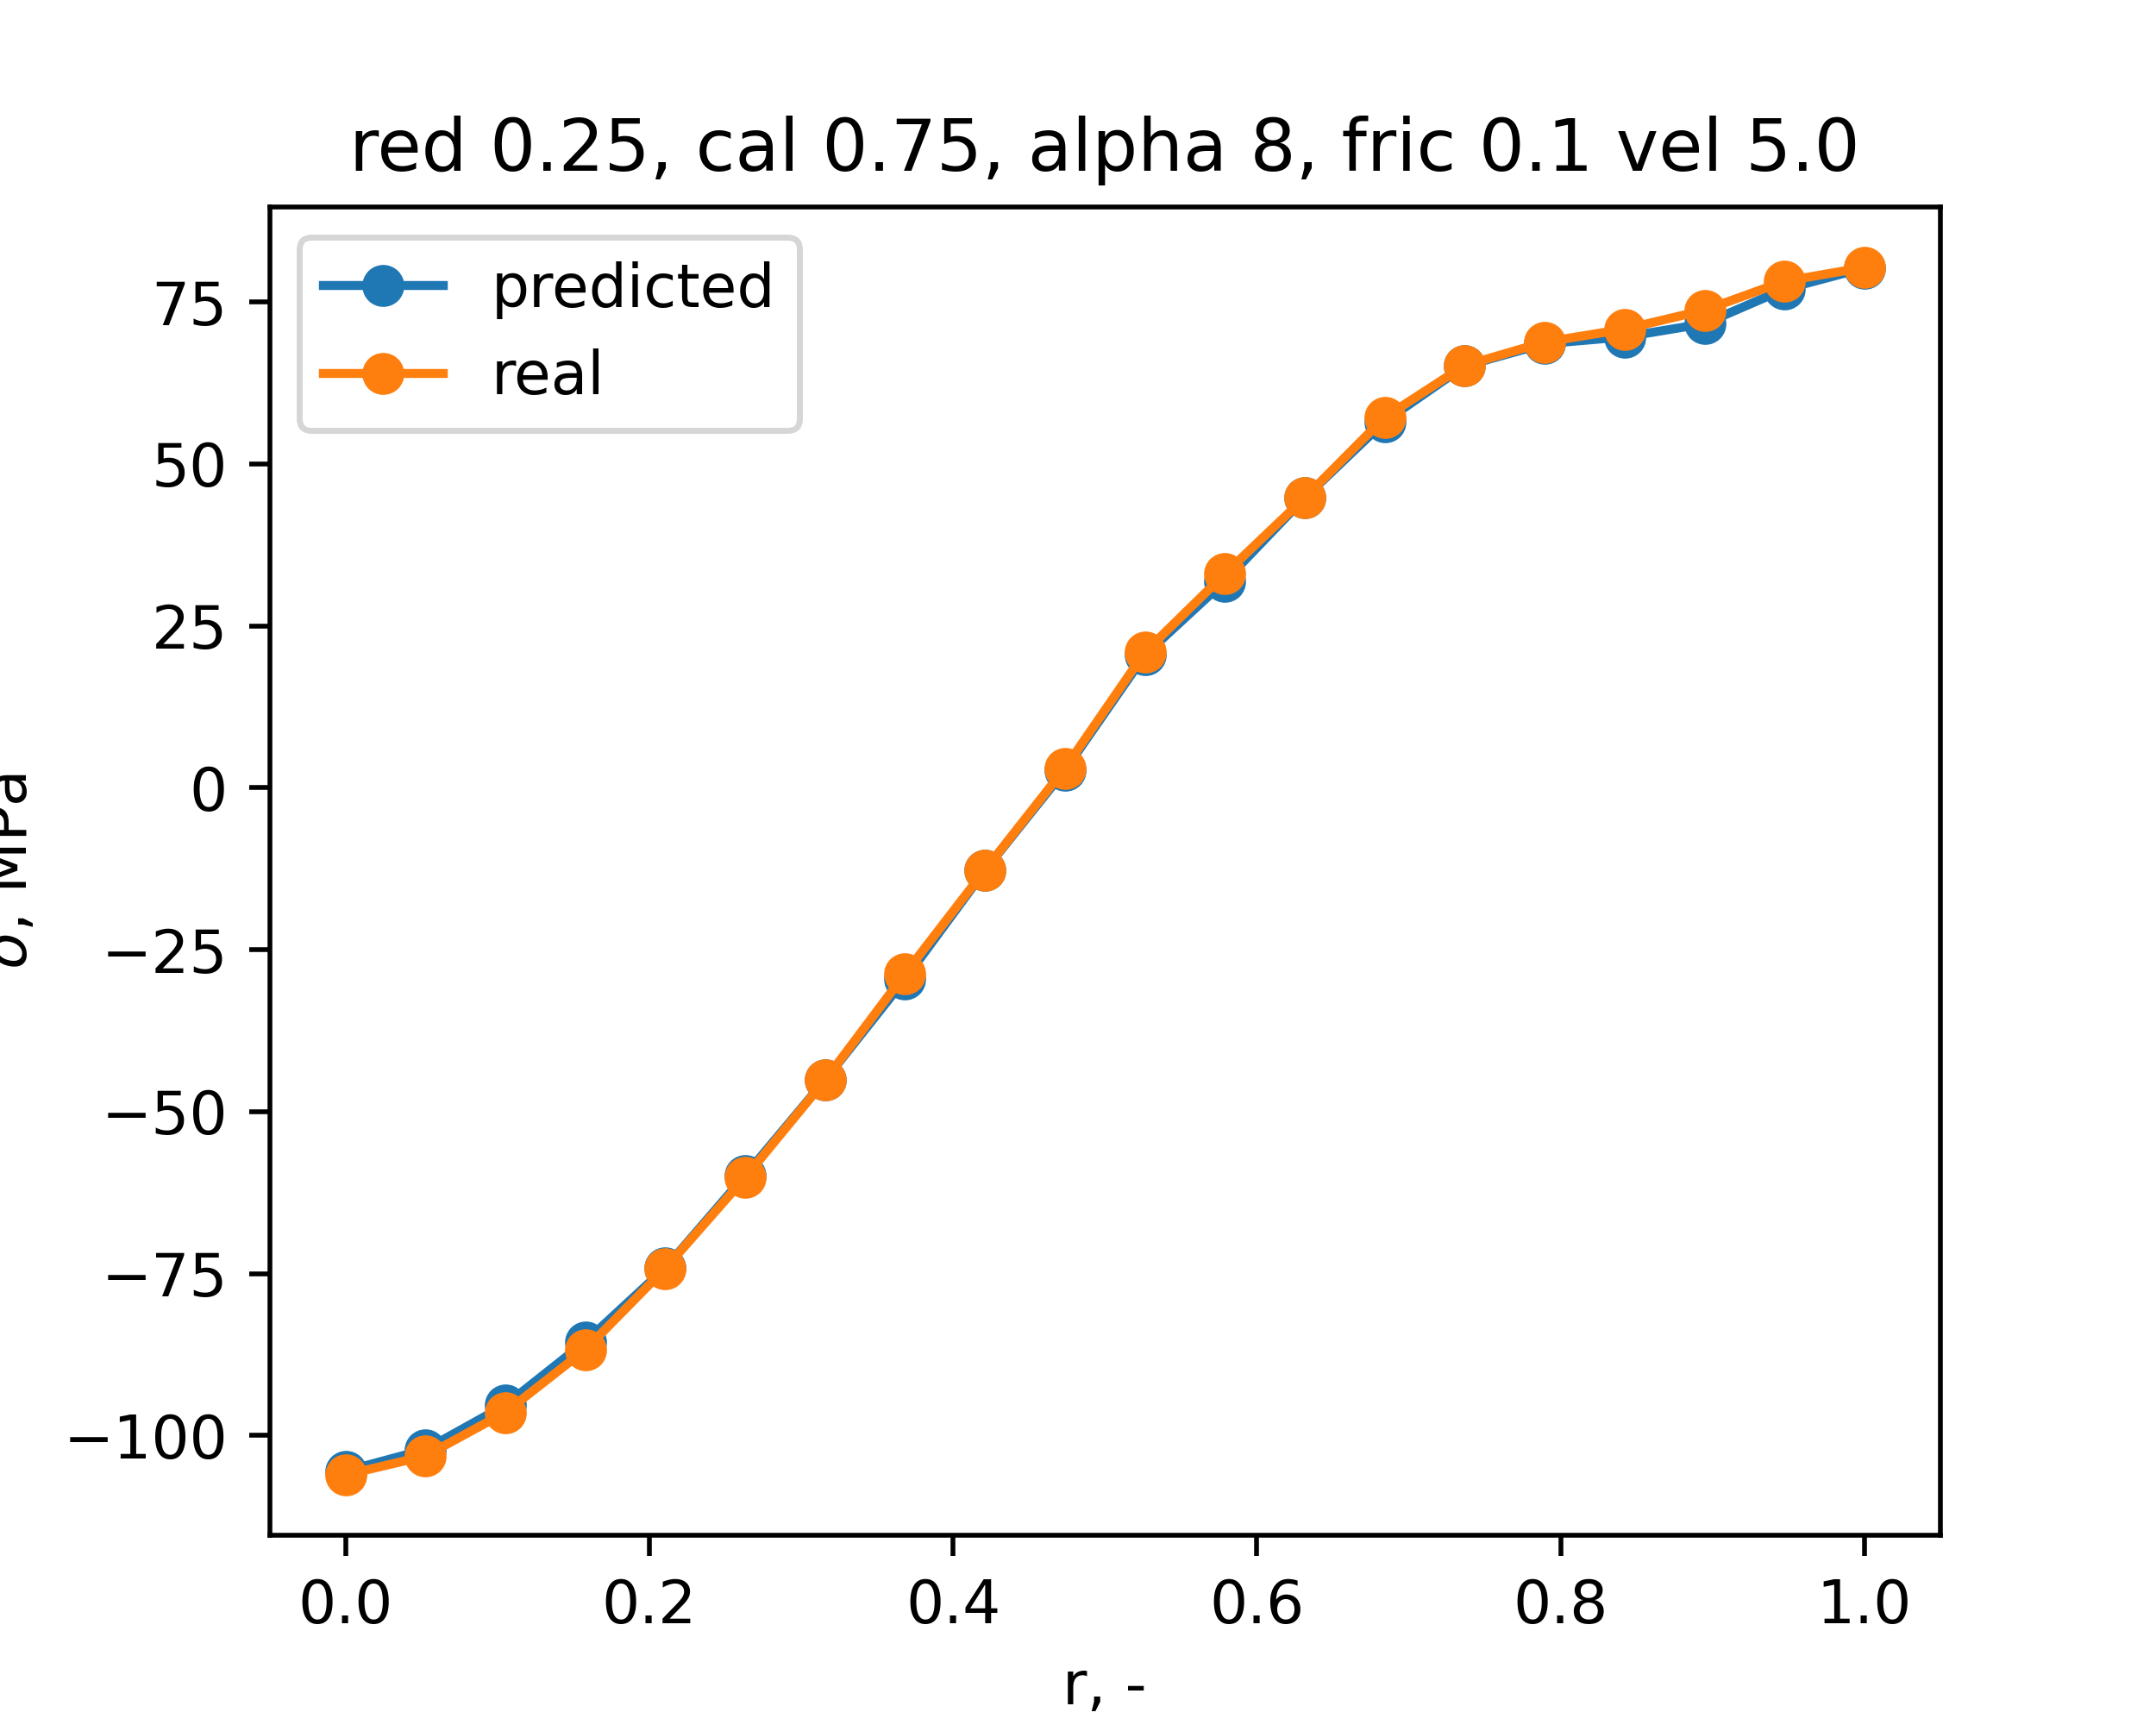 red 0.25, cal 0.75, alpha 8, fric 0.1 vel 5.0
predicted
real
75
50
25
0
−25
−50
−75
−100
σ, MPa
0.0 0.2 0.4 0.6 0.8 1.0
r, -